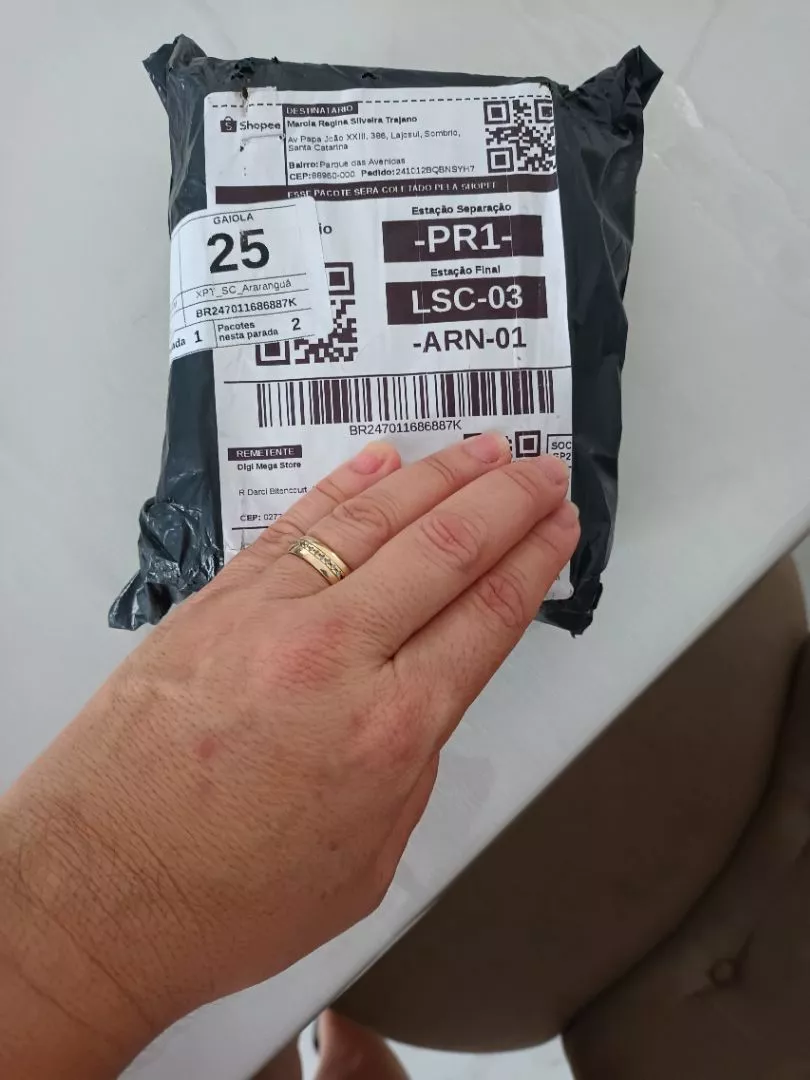 Shopee
DESTINATÁRIO
Marcia Regina Silveira Trajano
Av Papa João XXIII, 386, Lajosul, Sombrio,
Santa Catarina
Bairro: Parque das Avenidas
CEP:88960-000 Pedido:241012BQBNSYH7
ESSE PACOTE SERÁ COLETADO PELA SHOPEE
GAIOLA
25
XPT_SC_Araranguá
BR247011686887K
1
Pacotes
nesta parada 2
Estação Separação
-PR1-
Estação Final
LSC-03
-ARN-01
BR247011686887K
REMETENTE
Digi Mega Store
SOC
R Darci Bitencourt
CEP: